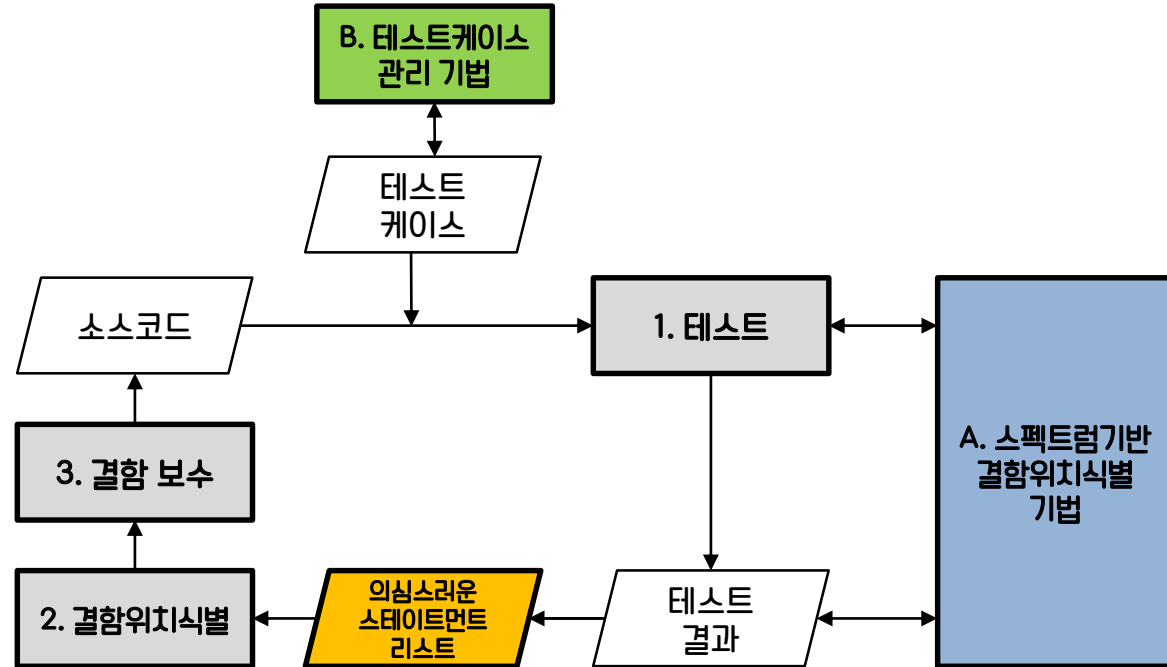 B. 테스트케이스
관리 기법
테스트
케이스
소스코드
1. 테스트
A. 스펙트럼기반
결함위치식별
기법
3. 결함 보수
2. 결함위치식별
의심스러운
스테이트먼트
리스트
테스트
결과